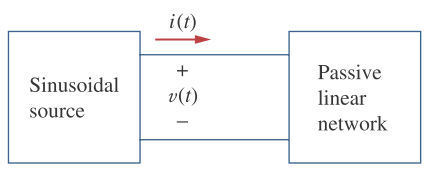 i(t)
Sinusoidal
source
+
v(t)
−
Passive
linear
network